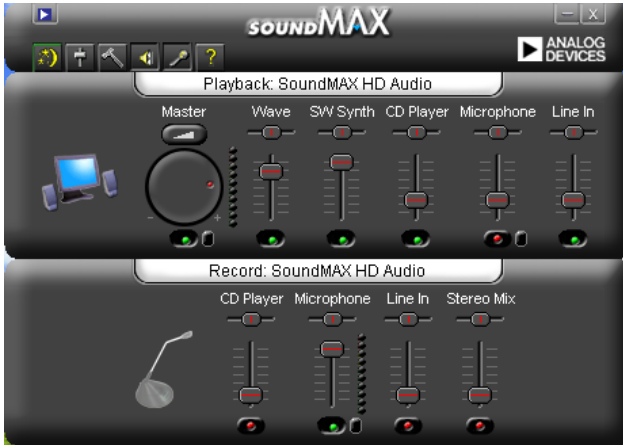 SOUNDMAX
ANALOG
DEVICES
?
Playback: SoundMAX HD Audio
Master Wave SW Synth CD Player Microphone Line In
- +
Record: SoundMAX HD Audio
CD Player Microphone Line In Stereo Mix